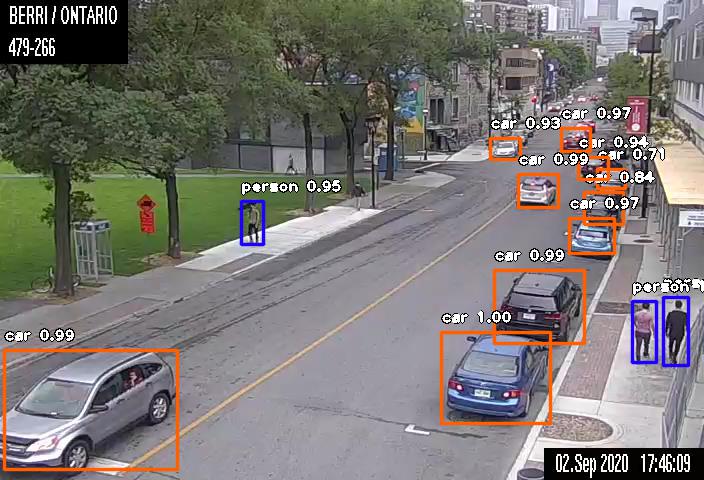 BERRI / ONTARIO
479-266
car 0.97
car 0.93
car 0.94
car 0.71
car 0.99
car 0.84
person 0.95
car 0.97
car 0.99
person
car 1.00
car 0.99
02.Sep 2020 17:46:09